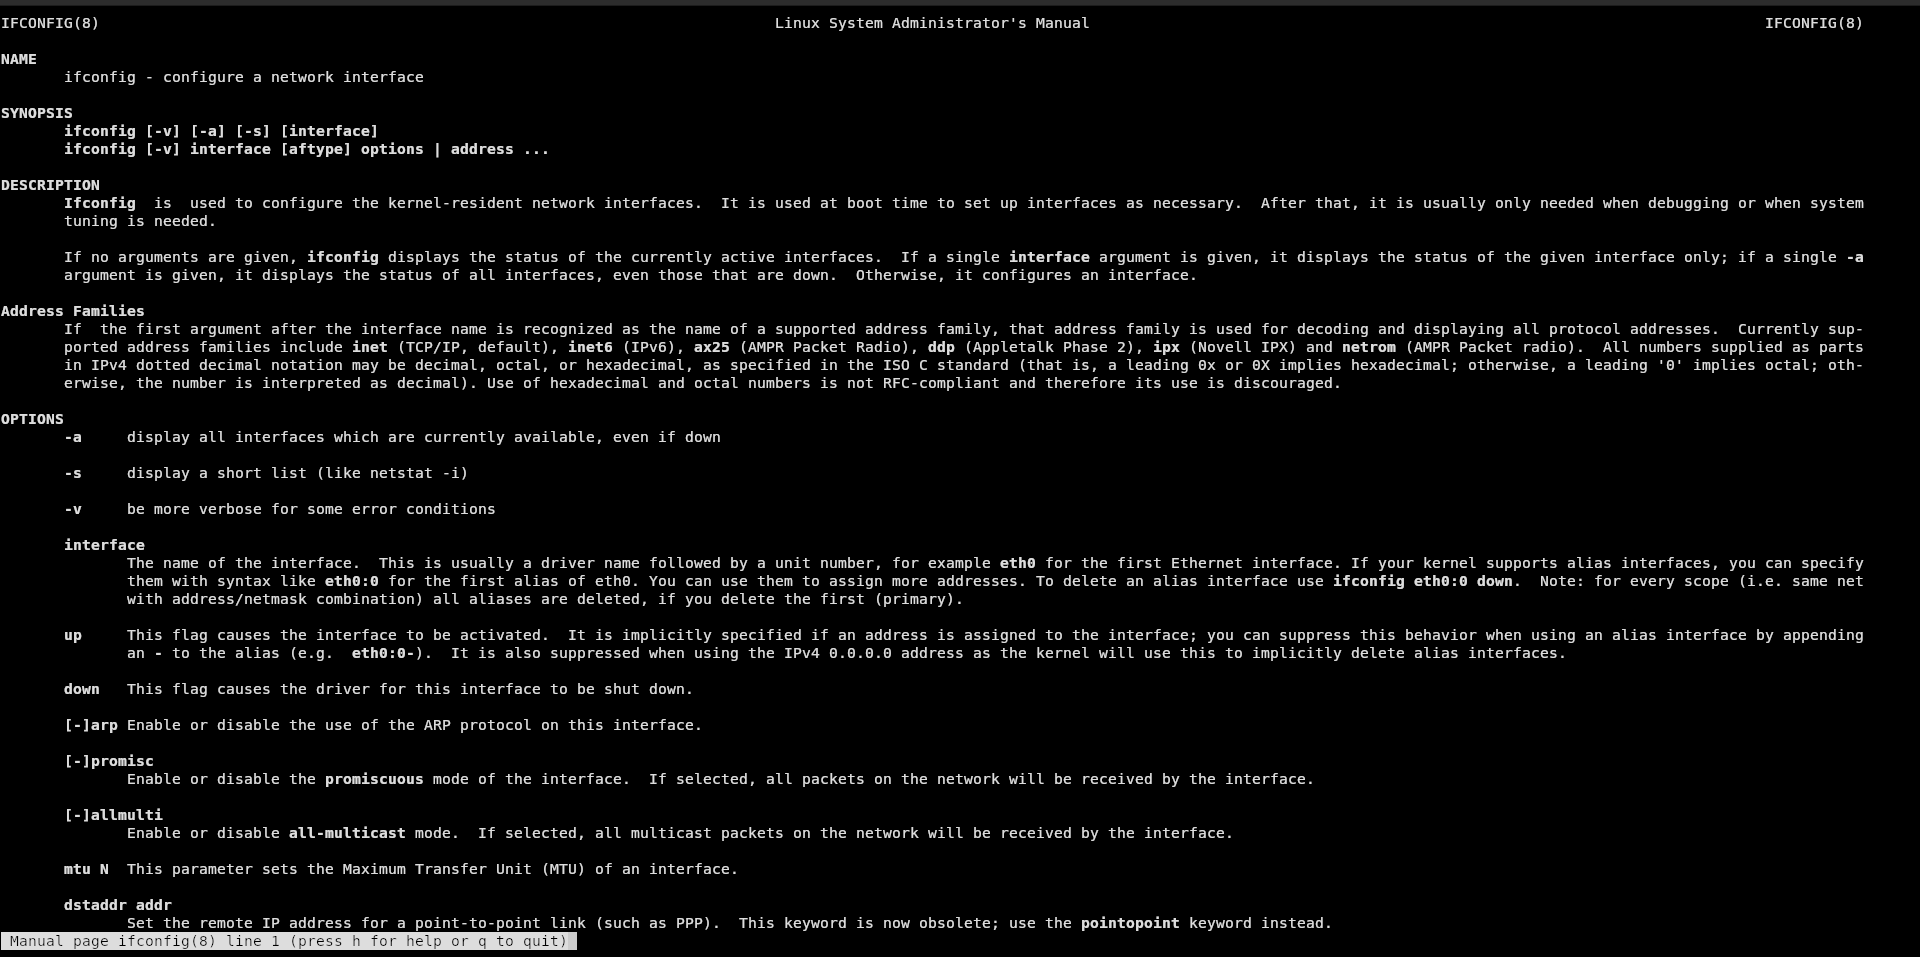 IFCONFIG(8)                    Linux System Administrator's Manual                    IFCONFIG(8)
NAME
ifconfig - configure a network interface
SYNOPSIS
ifconfig [-v] [-a] [-s] [interface]
ifconfig [-v] interface [aftype] options | address ...
DESCRIPTION
Ifconfig  is  used to configure the kernel-resident network interfaces.  It is used at boot time to set up interfaces as necessary.  After that, it is usually only needed when debugging or when system
tuning is needed.
If no arguments are given, ifconfig displays the status of the currently active interfaces.  If a single interface argument is given, it displays the status of the given interface only; if a single -a
argument is given, it displays the status of all interfaces, even those that are down.  Otherwise, it configures an interface.
Address Families
If  the first argument after the interface name is recognized as the name of a supported address family, that address family is used for decoding and displaying all protocol addresses.  Currently sup-
ported address families include inet (TCP/IP, default), inet6 (IPv6), ax25 (AMPR Packet Radio), ddp (Appletalk Phase 2), ipx (Novell IPX) and netrom (AMPR Packet radio).  All numbers supplied as parts
in IPv4 dotted decimal notation may be decimal, octal, or hexadecimal, as specified in the ISO C standard (that is, a leading 0x or 0X implies hexadecimal; otherwise, a leading '0' implies octal; oth-
erwise, the number is interpreted as decimal). Use of hexadecimal and octal numbers is not RFC-compliant and therefore its use is discouraged.
OPTIONS
-a     display all interfaces which are currently available, even if down
-s     display a short list (like netstat -i)
-v     be more verbose for some error conditions
interface
The name of the interface.  This is usually a driver name followed by a unit number, for example eth0 for the first Ethernet interface. If your kernel supports alias interfaces, you can specify
them with syntax like eth0:0 for the first alias of eth0. You can use them to assign more addresses. To delete an alias interface use ifconfig eth0:0 down.  Note: for every scope (i.e. same net
with address/netmask combination) all aliases are deleted, if you delete the first (primary).
up     This flag causes the interface to be activated.  It is implicitly specified if an address is assigned to the interface; you can suppress this behavior when using an alias interface by appending
an - to the alias (e.g.  eth0:0-).  It is also suppressed when using the IPv4 0.0.0.0 address as the kernel will use this to implicitly delete alias interfaces.
down   This flag causes the driver for this interface to be shut down.
[-]arp Enable or disable the use of the ARP protocol on this interface.
[-]promisc
Enable or disable the promiscuous mode of the interface.  If selected, all packets on the network will be received by the interface.
[-]allmulti
Enable or disable all-multicast mode.  If selected, all multicast packets on the network will be received by the interface.
mtu N  This parameter sets the Maximum Transfer Unit (MTU) of an interface.
dstaddr addr
Set the remote IP address for a point-to-point link (such as PPP).  This keyword is now obsolete; use the pointopoint keyword instead.
Manual page ifconfig(8) line 1 (press h for help or q to quit)